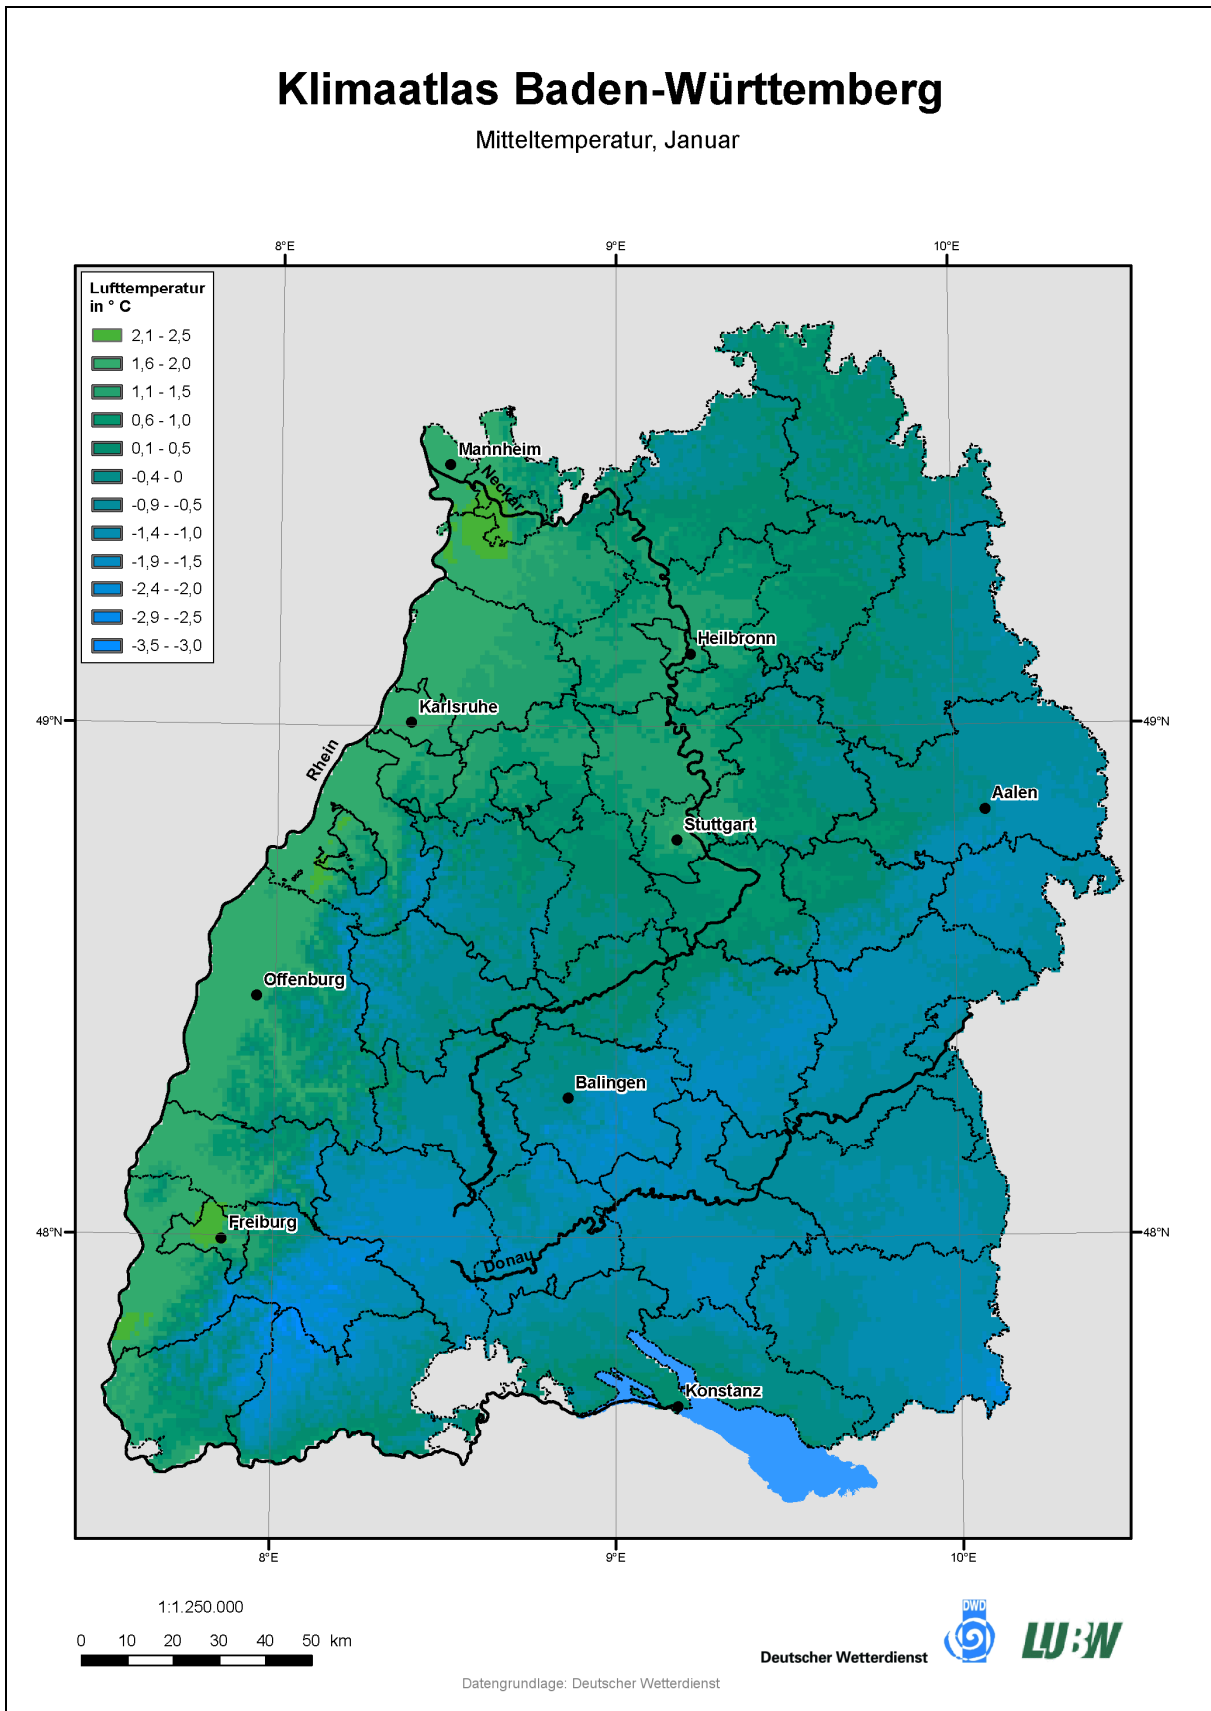 Klimaatlas Baden-Württemberg
Mitteltemperatur, Januar
8°E 9°E 10°E
Lufttemperatur
in ° C
2,1 - 2,5
1,6 - 2,0
1,1 - 1,5
0,6 - 1,0
0,1 - 0,5
-0,4 - 0
-0,9 - -0,5
-1,4 - -1,0
-1,9 - -1,5
-2,4 - -2,0
-2,9 - -2,5
-3,5 - -3,0
Mannheim
Neckar
Heilbronn
Karlsruhe
49°N 49°N
Rhein
Aalen
Stuttgart
Offenburg
Balingen
Freiburg
48°N 48°N
Donau
Konstanz
8°E 9°E 10°E
1:1.250.000
0 10 20 30 40 50 km
DWD
Deutscher Wetterdienst
LUBW
Datengrundlage: Deutscher Wetterdienst